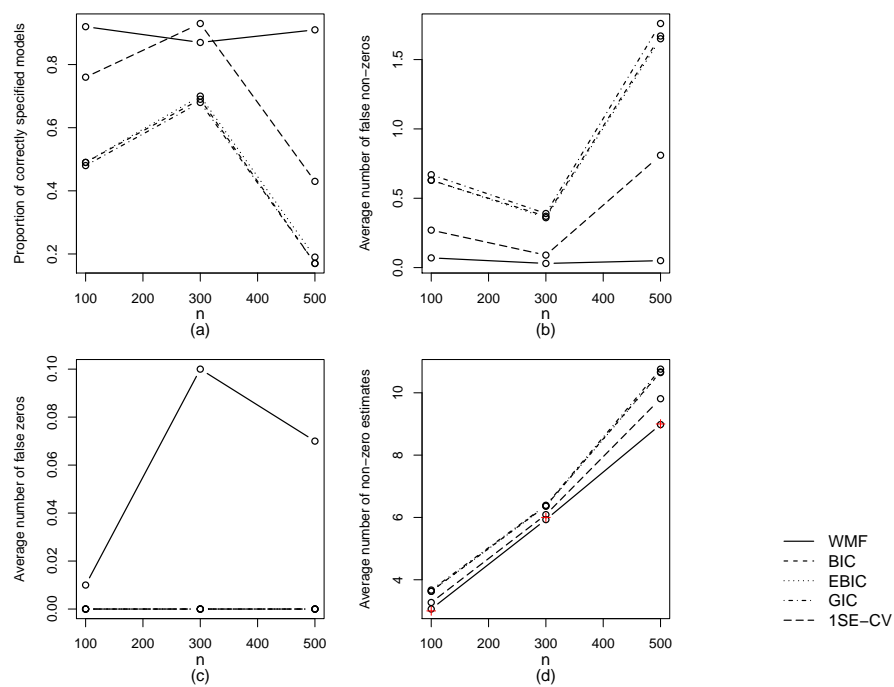 Proportion of correctly specified models
0.2 0.4 0.6 0.8
100 200 300 400 500
n
(a)
Average number of false non−zeros
0.0 0.5 1.0 1.5
100 200 300 400 500
n
(b)
Average number of false zeros
0.00 0.02 0.04 0.06 0.08 0.10
100 200 300 400 500
n
(c)
Average number of non−zero estimates
4 6 8 10
100 200 300 400 500
n
(d)
WMF
BIC
EBIC
GIC
1SE−CV